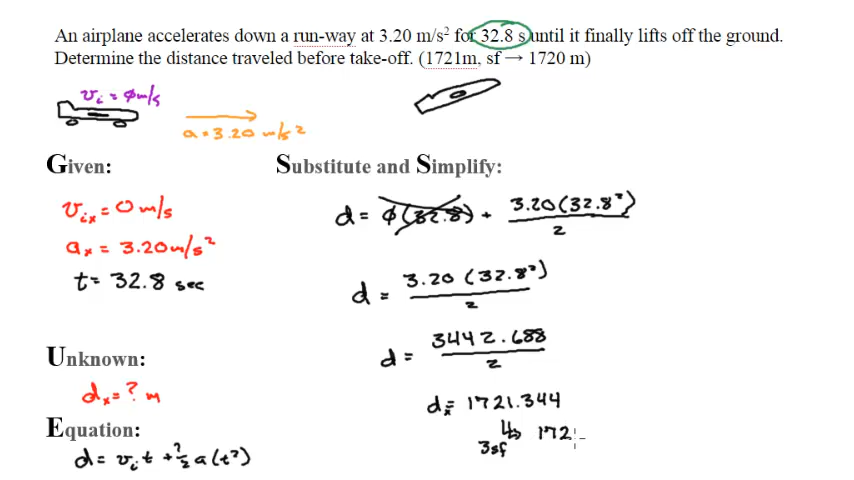 An airplane accelerates down a run-way at 3.20 m/s² for 32.8 s until it finally lifts off the ground.
Determine the distance traveled before take-off. (1721m, sf → 1720 m)
vᵢ = 0 m/s
a = 3.20 m/s²
Given:
vᵢₓ = 0 m/s
aₓ = 3.20 m/s²
t = 32.8 sec
Unknown:
dₓ = ? m
Equation:
d = vᵢt + ½ a(t²)
Substitute and Simplify:
d = 0(32.8) + 3.20(32.8²)/2
d = 3.20(32.8²)/2
d = 3442.688/2
dₓ = 1721.344
3sf ↳ 172